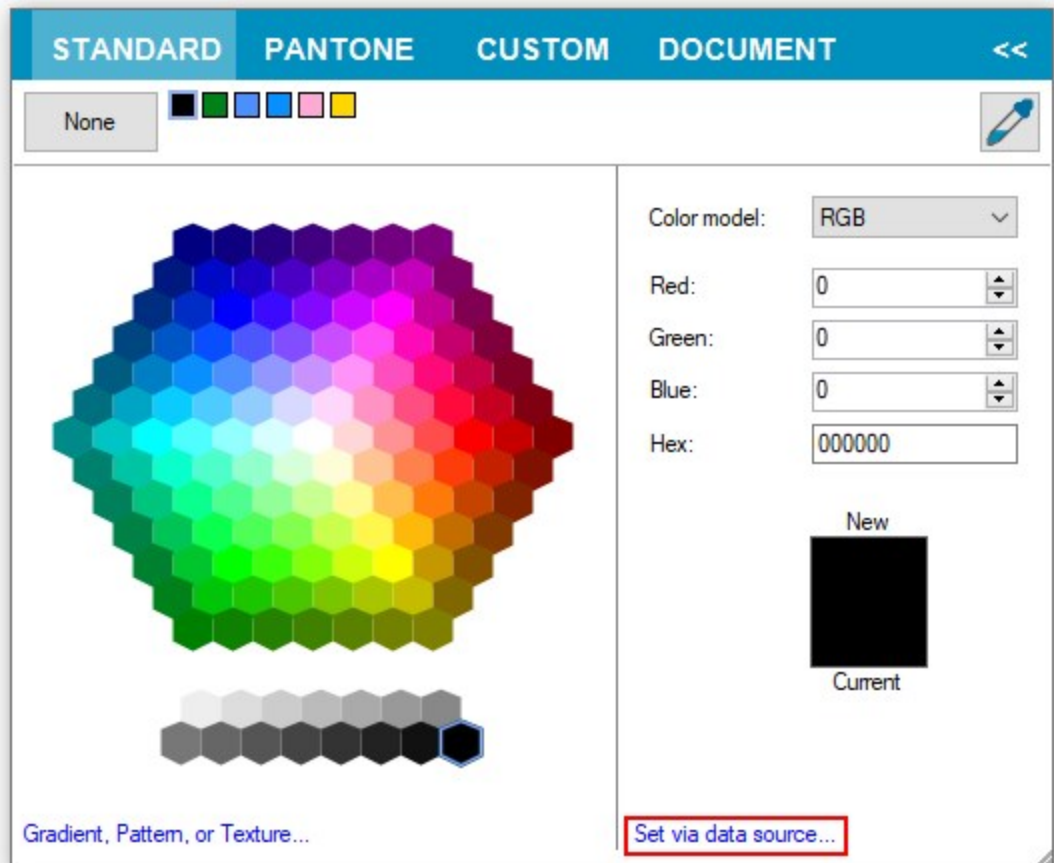 STANDARD PANTONE CUSTOM DOCUMENT <<
None
Color model: RGB
Red: 0
Green: 0
Blue: 0
Hex: 000000
New
Current
Gradient, Pattern, or Texture... Set via data source...